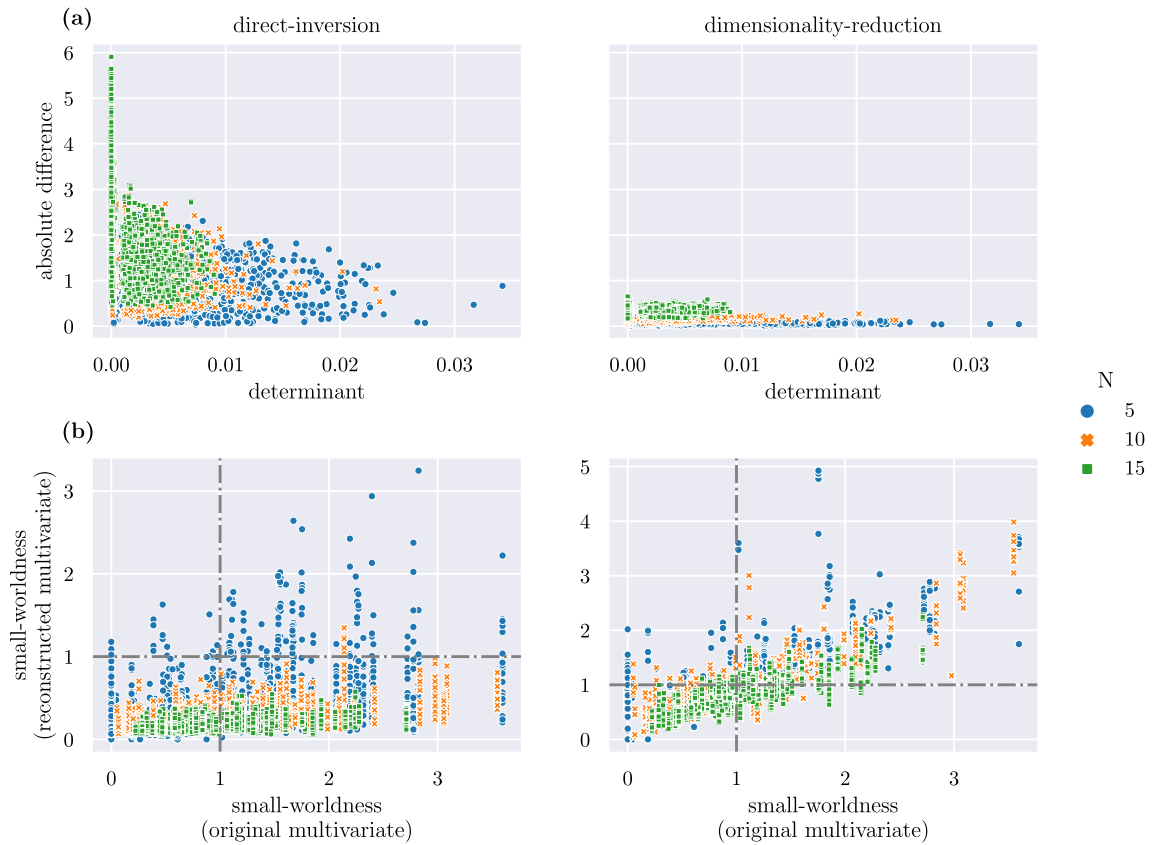 (a)
direct-inversion
dimensionality-reduction
6
5
4
3
2
1
0
absolute difference
0.00 0.01 0.02 0.03
determinant
0.00 0.01 0.02 0.03
determinant
N
5
10
15
(b)
3
2
1
0
small-worldness
(reconstructed multivariate)
0 1 2 3
small-worldness
(original multivariate)
5
4
3
2
1
0
0 1 2 3
small-worldness
(original multivariate)